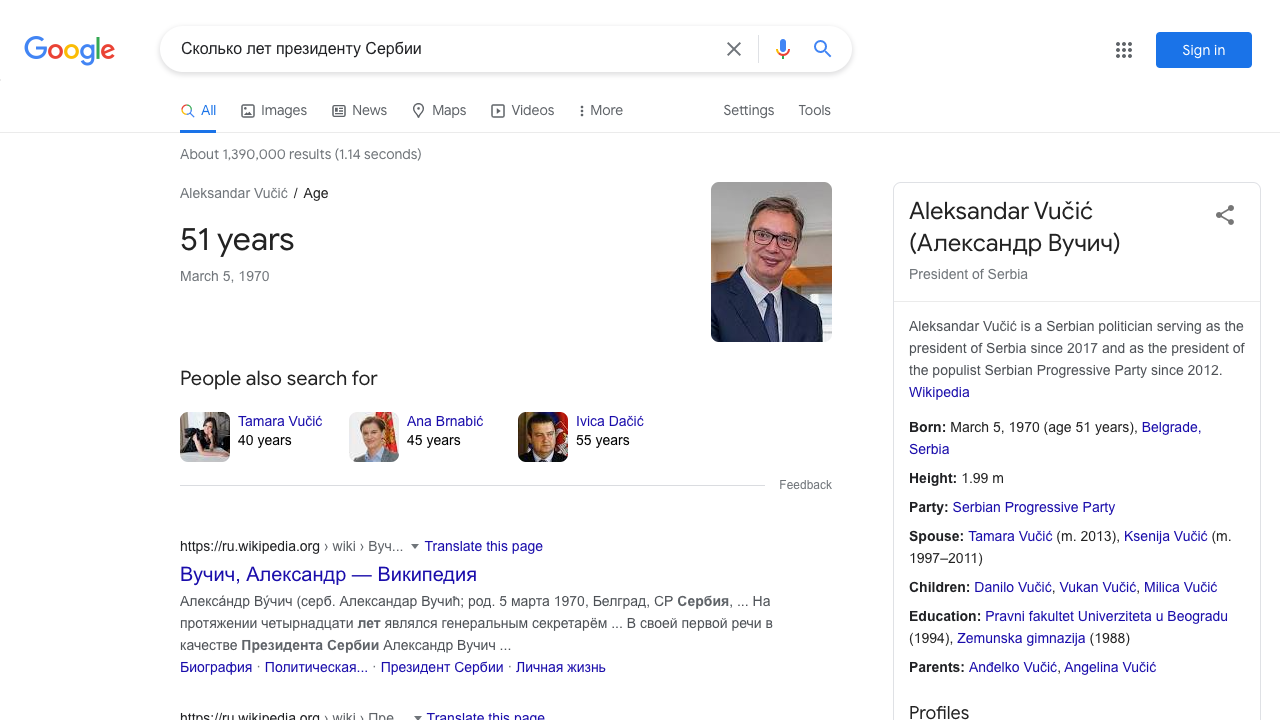 Google
Сколько лет президенту Сербии
Sign in
All Images News Maps Videos More Settings Tools
About 1,390,000 results (1.14 seconds)
Aleksandar Vučić / Age
51 years
March 5, 1970
People also search for
Tamara Vučić
40 years
Ana Brnabić
45 years
Ivica Dačić
55 years
Feedback
https://ru.wikipedia.org › wiki › Вуч... Translate this page
Вучич, Александр — Википедия
Алекса́ндр Ву́чич (серб. Александар Вучић; род. 5 марта 1970, Белград, СР Сербия, ... На
протяжении четырнадцати лет являлся генеральным секретарём ... В своей первой речи в
качестве Президента Сербии Александр Вучич ...
Биография · Политическая... · Президент Сербии · Личная жизнь
https://ru.wikipedia.org › wiki › Пре... Translate this page
Aleksandar Vučić
(Александр Вучич)
President of Serbia
Aleksandar Vučić is a Serbian politician serving as the
president of Serbia since 2017 and as the president of
the populist Serbian Progressive Party since 2012.
Wikipedia
Born: March 5, 1970 (age 51 years), Belgrade,
Serbia
Height: 1.99 m
Party: Serbian Progressive Party
Spouse: Tamara Vučić (m. 2013), Ksenija Vučić (m.
1997–2011)
Children: Danilo Vučić, Vukan Vučić, Milica Vučić
Education: Pravni fakultet Univerziteta u Beogradu
(1994), Zemunska gimnazija (1988)
Parents: Anđelko Vučić, Angelina Vučić
Profiles